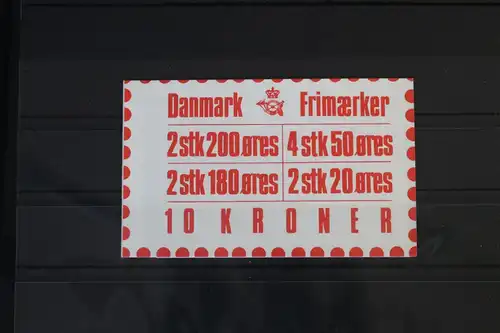 Danmark Frimærker
2 stk 200 øres 4 stk 50 øres
2 stk 180 øres 2 stk 20 øres
10 KRONER